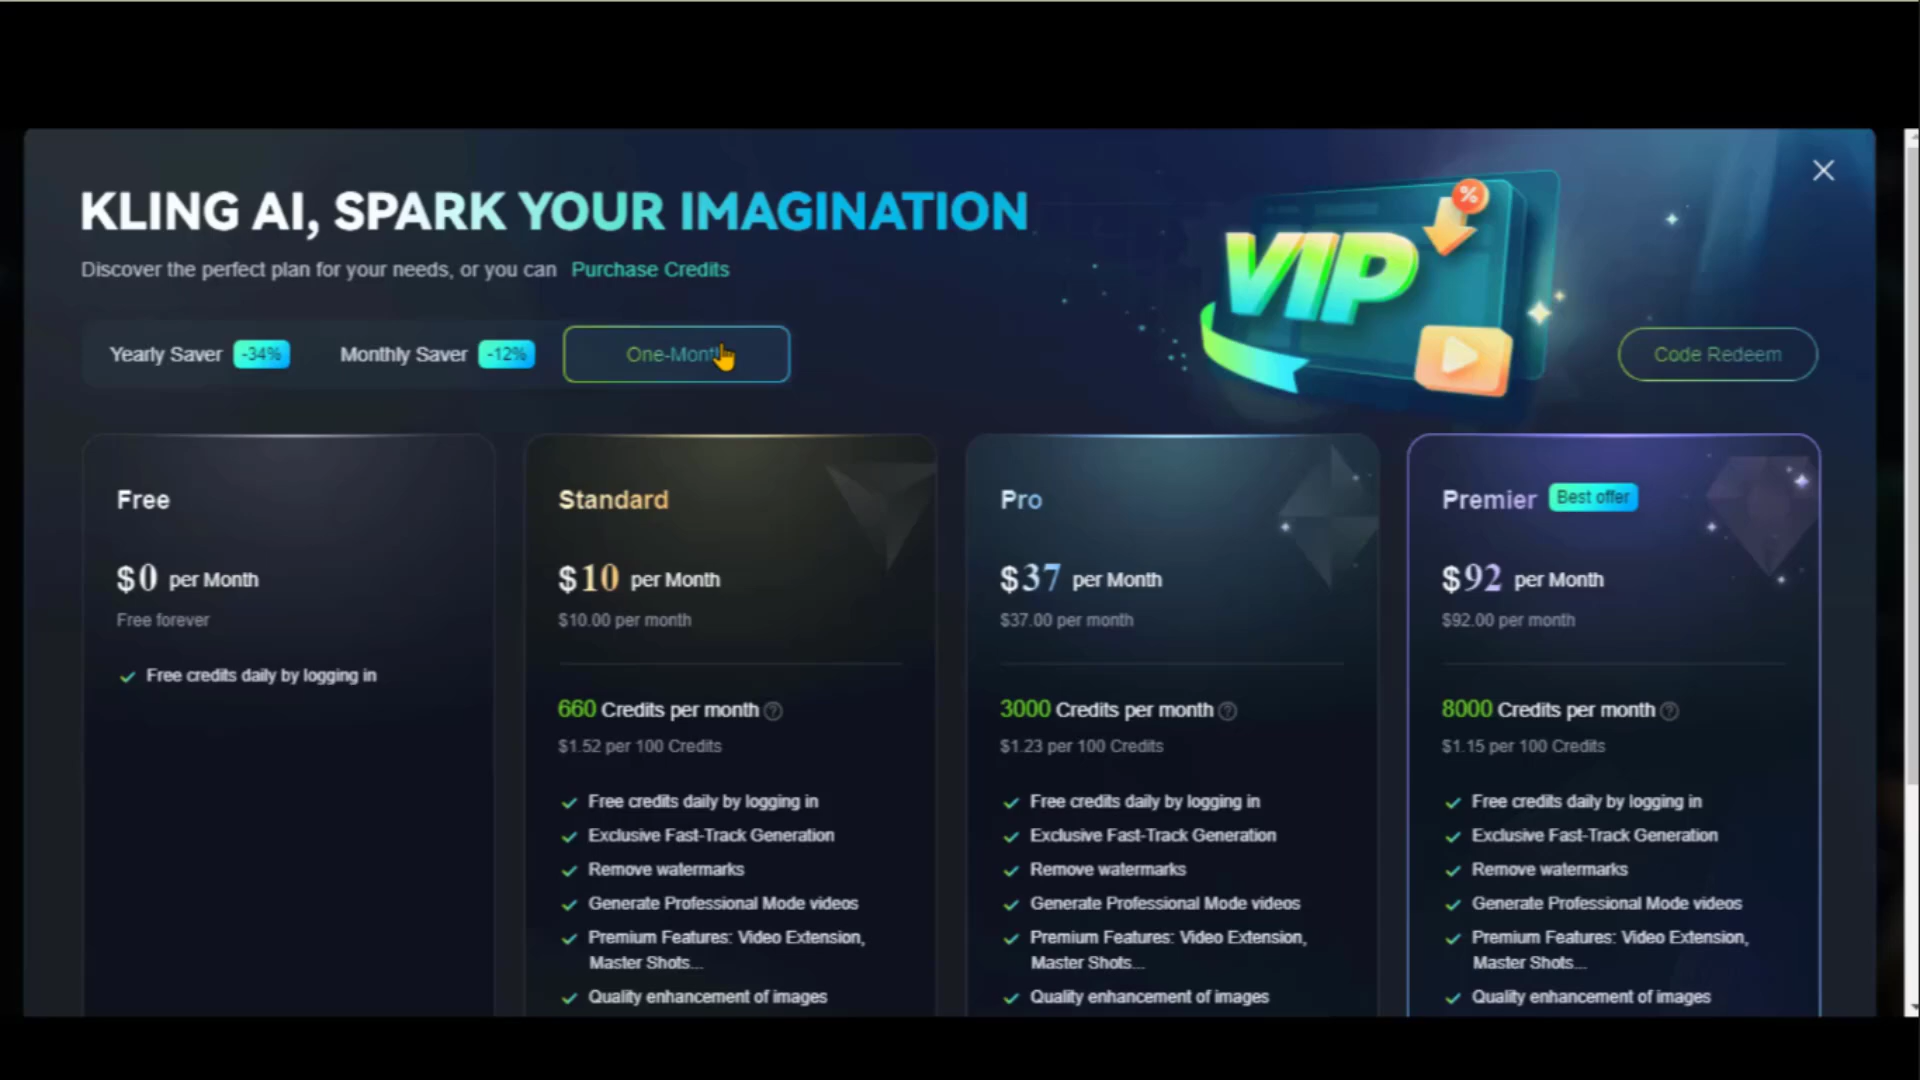 KLING AI, SPARK YOUR IMAGINATION
Discover the perfect plan for your needs, or you can Purchase Credits
VIP
%
Yearly Saver -34% Monthly Saver -12% One-Month
Code Redeem
Free
$0 per Month
Free forever
Free credits daily by logging in
Standard
$10 per Month
$10.00 per month
660 Credits per month ?
$1.52 per 100 Credits
Free credits daily by logging in
Exclusive Fast-Track Generation
Remove watermarks
Generate Professional Mode videos
Premium Features: Video Extension,
Master Shots...
Quality enhancement of images
Pro
$37 per Month
$37.00 per month
3000 Credits per month ?
$1.23 per 100 Credits
Free credits daily by logging in
Exclusive Fast-Track Generation
Remove watermarks
Generate Professional Mode videos
Premium Features: Video Extension,
Master Shots...
Quality enhancement of images
Premier Best offer
$92 per Month
$92.00 per month
8000 Credits per month ?
$1.15 per 100 Credits
Free credits daily by logging in
Exclusive Fast-Track Generation
Remove watermarks
Generate Professional Mode videos
Premium Features: Video Extension,
Master Shots...
Quality enhancement of images